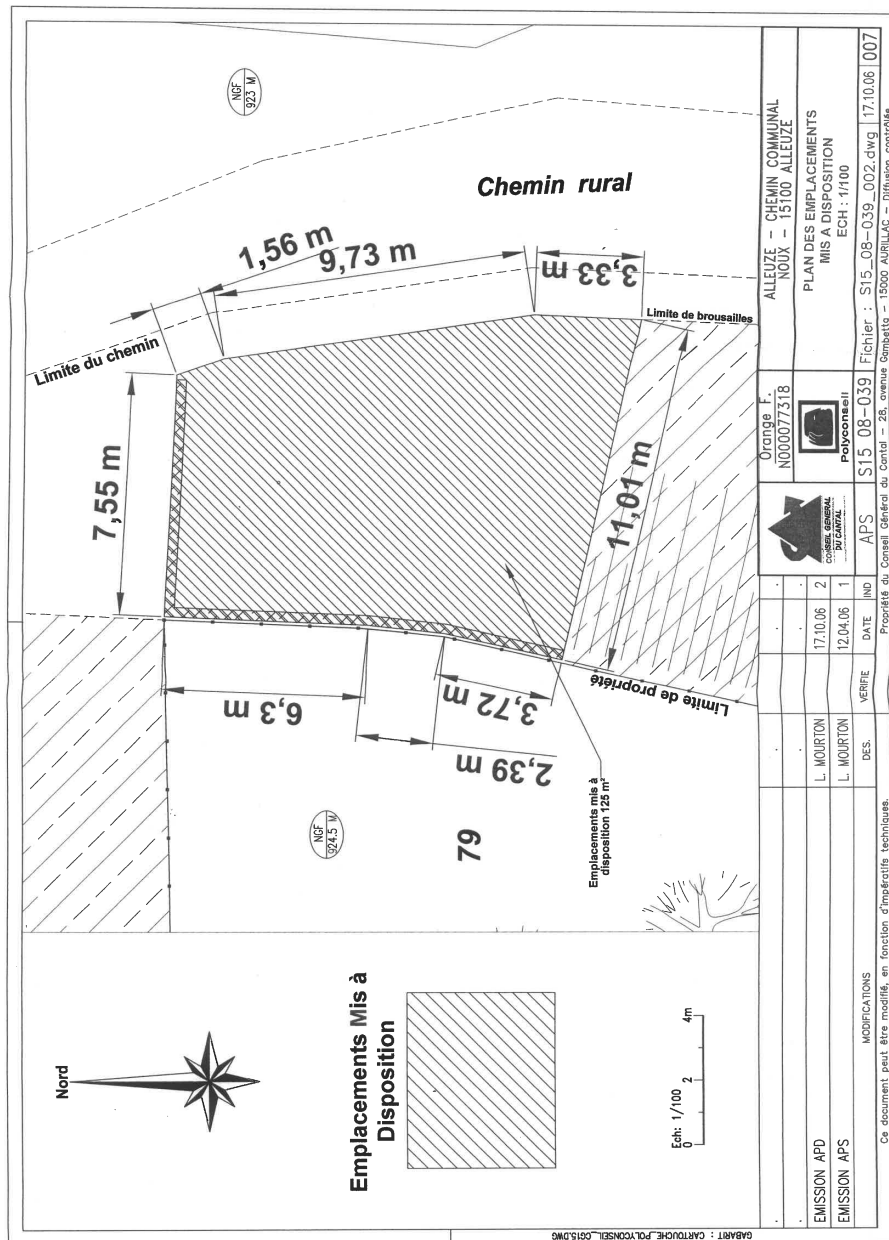 NGF
923 M
Chemin rural
1,56 m
9,73 m
3,33 m
Limite du chemin
Limite de brousailles
7,55 m
11,01 m
6,3 m
3,72 m
2,39 m
Limite de propriété
NGF
924.5 M
79
Emplacements mis à
disposition 125 m²
Nord
Emplacements Mis à
Disposition
Ech: 1/100
0 2 4m
EMISSION APD L. MOURTON 17.10.06 2
EMISSION APS L. MOURTON 12.04.06 1
MODIFICATIONS DES. VERIFIE DATE IND
CONSEIL GENERAL
DU CANTAL
Orange F.
N000077318
Polyconseil
ALLEUZE - CHEMIN COMMUNAL
NOUX - 15100 ALLEUZE
PLAN DES EMPLACEMENTS
MIS A DISPOSITION
ECH : 1/100
APS S15 08-039 Fichier : S15_08-039_002.dwg 17.10.06 007
Ce document peut être modifié, en fonction d'impératifs techniques.
Propriété du Conseil Général du Cantal - 28, avenue Gambetta - 15000 AURILLAC - Diffusion contrôlée
GABARIT : CARTOUCHE_POLYCONSEIL_CG15.DWG